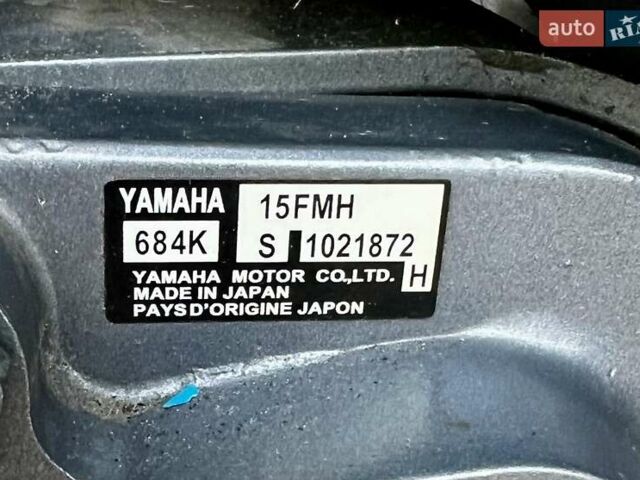 auto RIA
YAMAHA 15FMH
684K S 1021872
YAMAHA MOTOR CO.,LTD. H
MADE IN JAPAN
PAYS D'ORIGINE JAPON